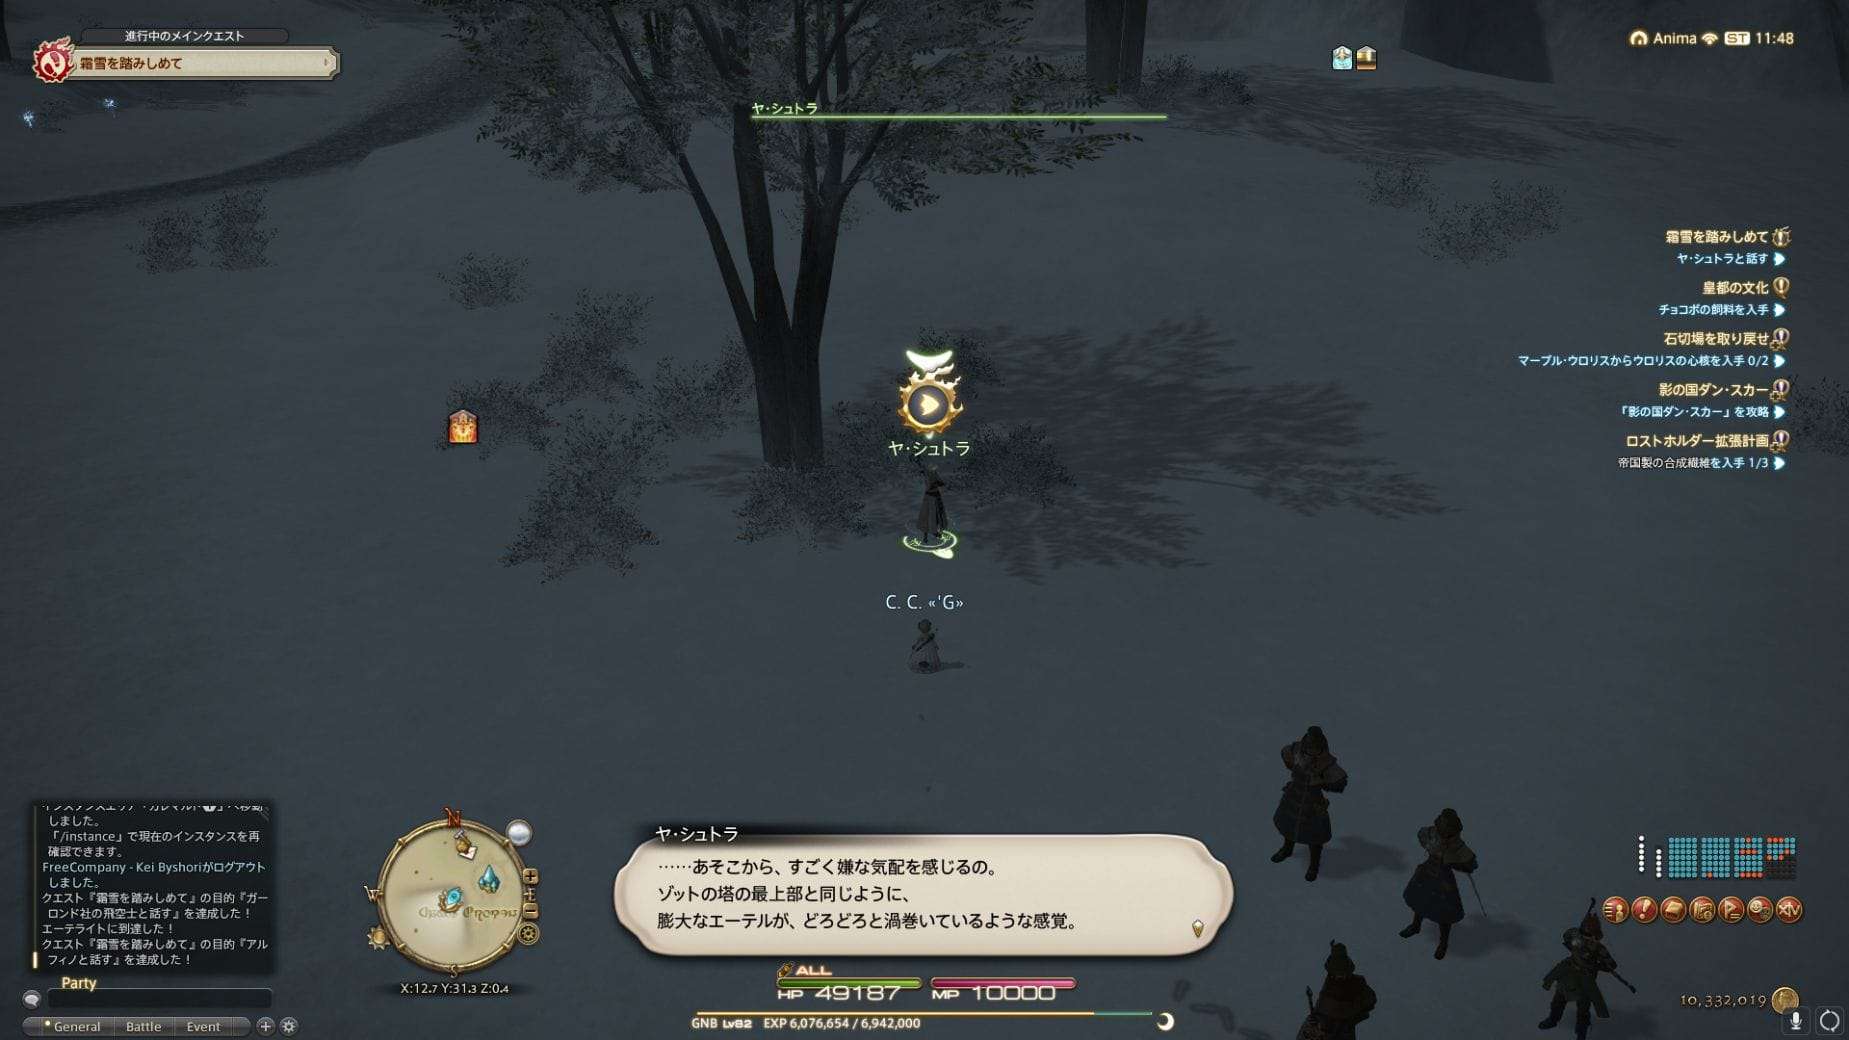 進行中のメインクエスト
霜雪を踏みしめて
Anima ST 11:48
ヤ・シュトラ
霜雪を踏みしめて
ヤ・シュトラと話す
皇都の文化
チョコボの飼料を入手
石切場を取り戻せ
マーブル・ウロリスからウロリスの心核を入手 0/2
影の国ダン・スカー
「影の国ダン・スカー」を攻略
ロストホルダー拡張計画
帝国製の合成繊維を入手 1/3
ヤ・シュトラ
C. C. «'G»
しました。
「/instance」で現在のインスタンスを再
確認できます。
FreeCompany - Kei Byshoriがログアウト
しました。
クエスト『霜雪を踏みしめて』の目的『ガー
ロンド社の飛空士と話す』を達成した！
エーテライトに到達した！
クエスト『霜雪を踏みしめて』の目的『アル
フィノと話す』を達成した！
Party
General Battle Event
N
W
S
X:12.7 Y:31.3 Z:0.4
ヤ・シュトラ
……あそこから、すごく嫌な気配を感じるの。
ゾットの塔の最上部と同じように、
膨大なエーテルが、どろどろと渦巻いているような感覚。
ALL
HP 49187 MP 10000
GNB Lv82 EXP 6,076,654 / 6,942,000
XIV
10,332,019